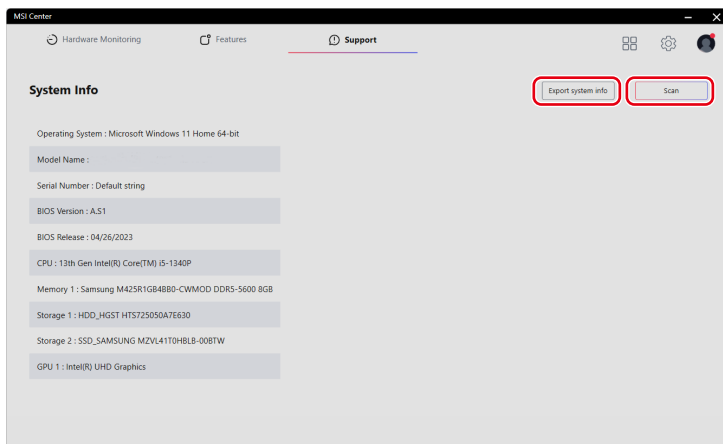 MSI Center
Hardware Monitoring
Features
Support
System Info
Export system info
Scan
Operating System : Microsoft Windows 11 Home 64-bit
Model Name :
Serial Number : Default string
BIOS Version : A.S1
BIOS Release : 04/26/2023
CPU : 13th Gen Intel(R) Core(TM) i5-1340P
Memory 1 : Samsung M425R1GB4BB0-CWMOD DDR5-5600 8GB
Storage 1 : HDD_HGST HTS725050A7E630
Storage 2 : SSD_SAMSUNG MZVL41T0HBLB-00BTW
GPU 1 : Intel(R) UHD Graphics